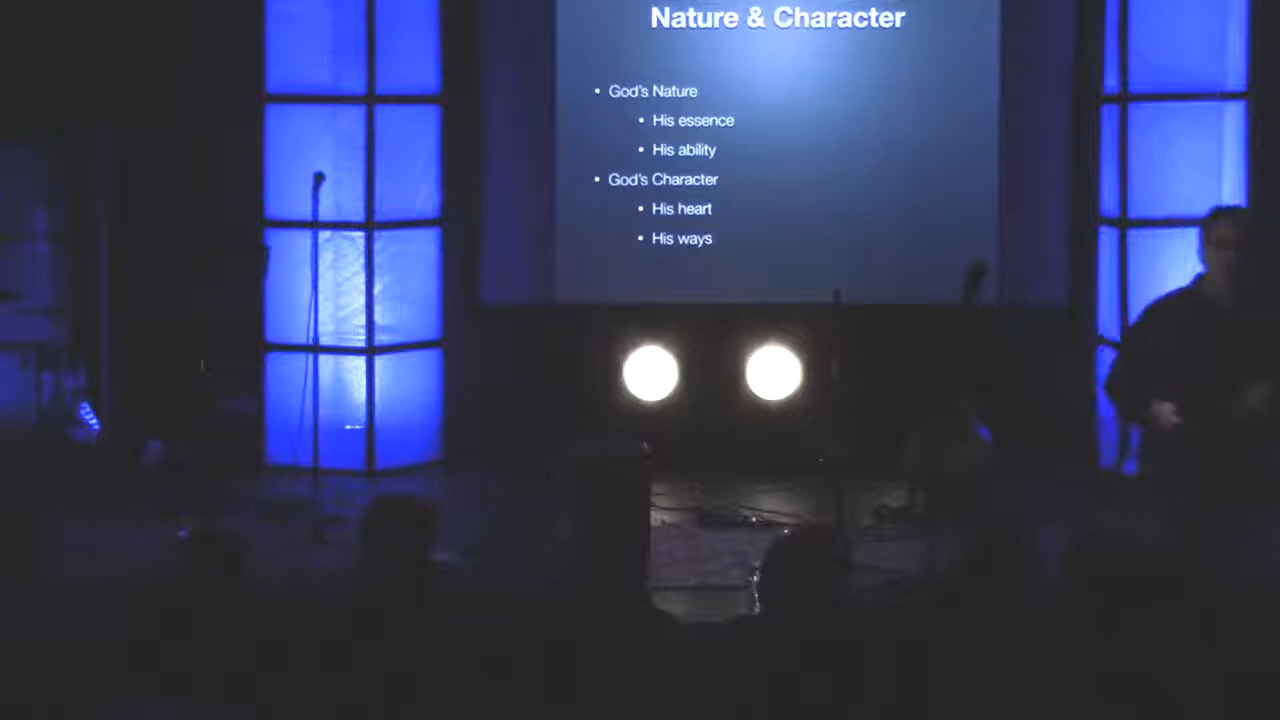 Nature & Character
• God's Nature
• His essence
• His ability
• God's Character
• His heart
• His ways